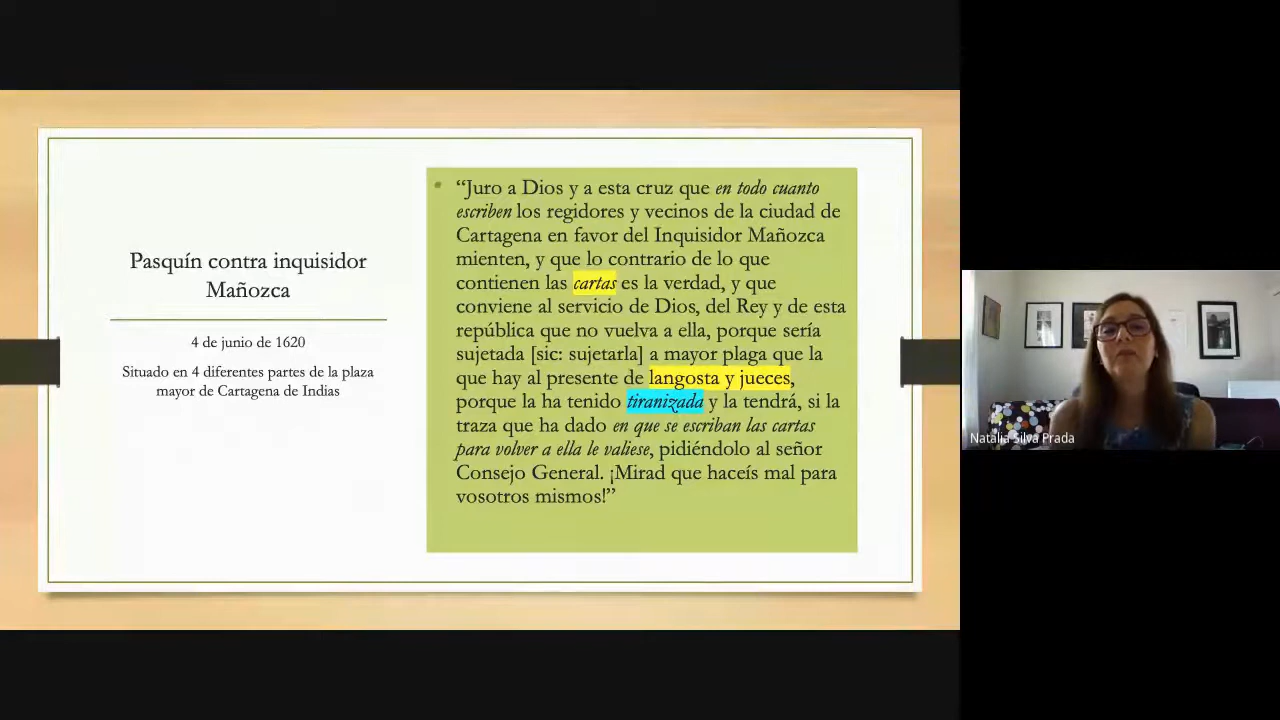 Pasquín contra inquisidor
Mañozca
4 de junio de 1620
Situado en 4 diferentes partes de la plaza
mayor de Cartagena de Indias
“Juro a Dios y a esta cruz que en todo cuanto
escriben los regidores y vecinos de la ciudad de
Cartagena en favor del Inquisidor Mañozca
mienten, y que lo contrario de lo que
contienen las cartas es la verdad, y que
conviene al servicio de Dios, del Rey y de esta
república que no vuelva a ella, porque sería
sujetada [sic: sujetarla] a mayor plaga que la
que hay al presente de langosta y jueces,
porque la ha tenido tiranizada y la tendrá, si la
traza que ha dado en que se escriban las cartas
para volver a ella le valiese, pidiéndolo al señor
Consejo General. ¡Mirad que haceís mal para
vosotros mismos!”
Natalia Silva Prada